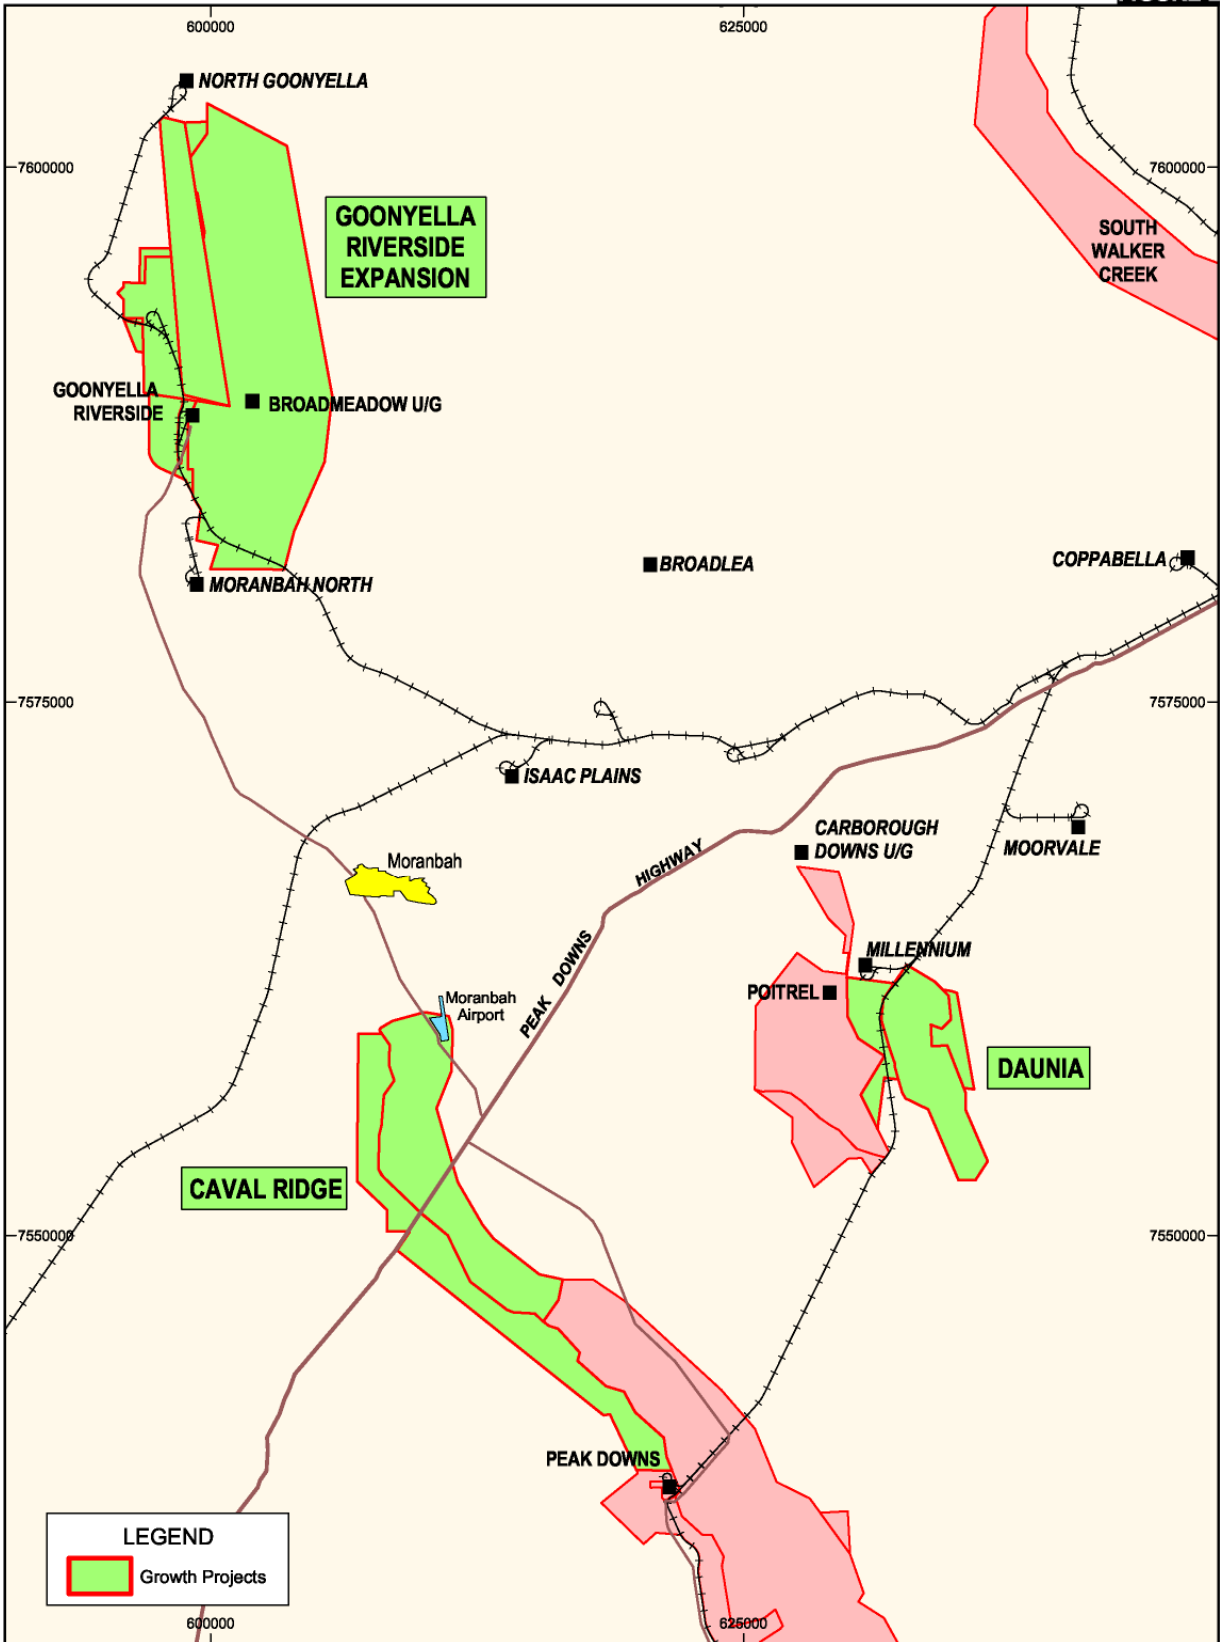 600000
625000
NORTH GOONYELLA
7600000
7600000
GOONYELLA
RIVERSIDE
EXPANSION
SOUTH
WALKER
CREEK
GOONYELLA
RIVERSIDE
BROADMEADOW U/G
BROADLEA
COPPABELLA
MORANBAH NORTH
7575000
7575000
ISAAC PLAINS
CARBOROUGH
DOWNS U/G
MOORVALE
HIGHWAY
Moranbah
PEAK DOWNS
MILLENNIUM
POITREL
Moranbah
Airport
DAUNIA
CAVAL RIDGE
7550000
7550000
PEAK DOWNS
LEGEND
Growth Projects
600000
625000